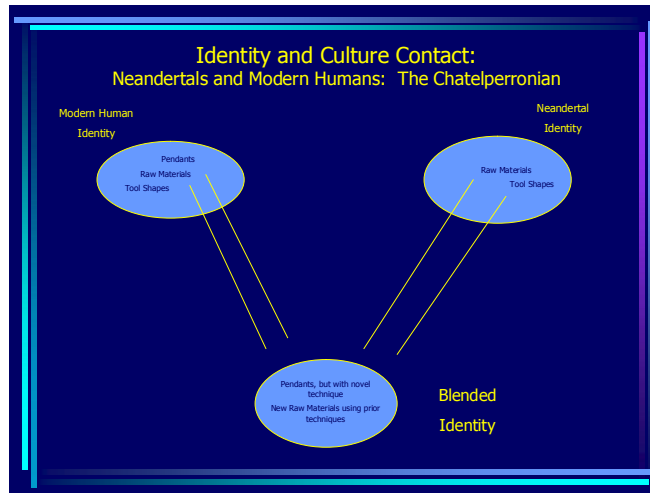 Identity and Culture Contact:
Neandertals and Modern Humans:  The Chatelperronian
Modern Human
Identity
Pendants
Raw Materials
Tool Shapes
Neandertal
Identity
Raw Materials
Tool Shapes
Pendants, but with novel
technique
New Raw Materials using prior
techniques
Blended
Identity